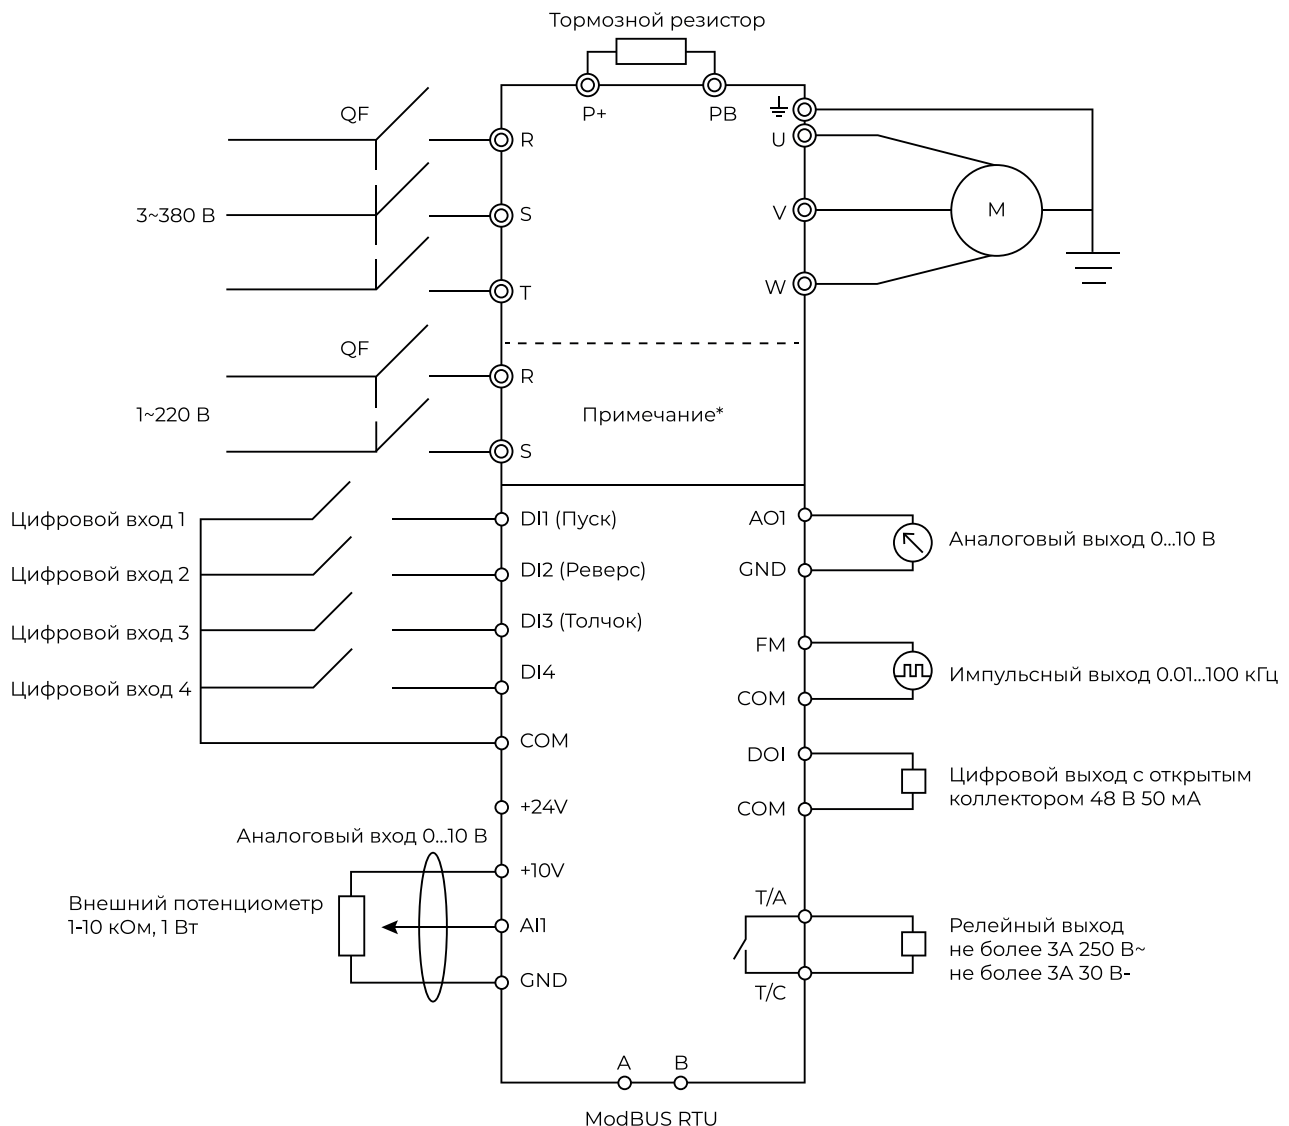 Тормозной резистор
P+
PB
QF
R
U
3~380 В
S
V
M
T
W
QF
R
1~220 В
Примечание*
S
Цифровой вход 1
DI1 (Пуск)
Цифровой вход 2
DI2 (Реверс)
Цифровой вход 3
DI3 (Толчок)
Цифровой вход 4
DI4
COM
+24V
Аналоговый вход 0...10 В
+10V
Внешний потенциометр
1-10 кОм, 1 Вт
AI1
GND
AO1
Аналоговый выход 0...10 В
GND
FM
Импульсный выход 0.01...100 кГц
COM
DOI
Цифровой выход с открытым
коллектором 48 В 50 мА
COM
T/A
Релейный выход
не более 3А 250 В~
не более 3А 30 В-
T/C
A
B
ModBUS RTU